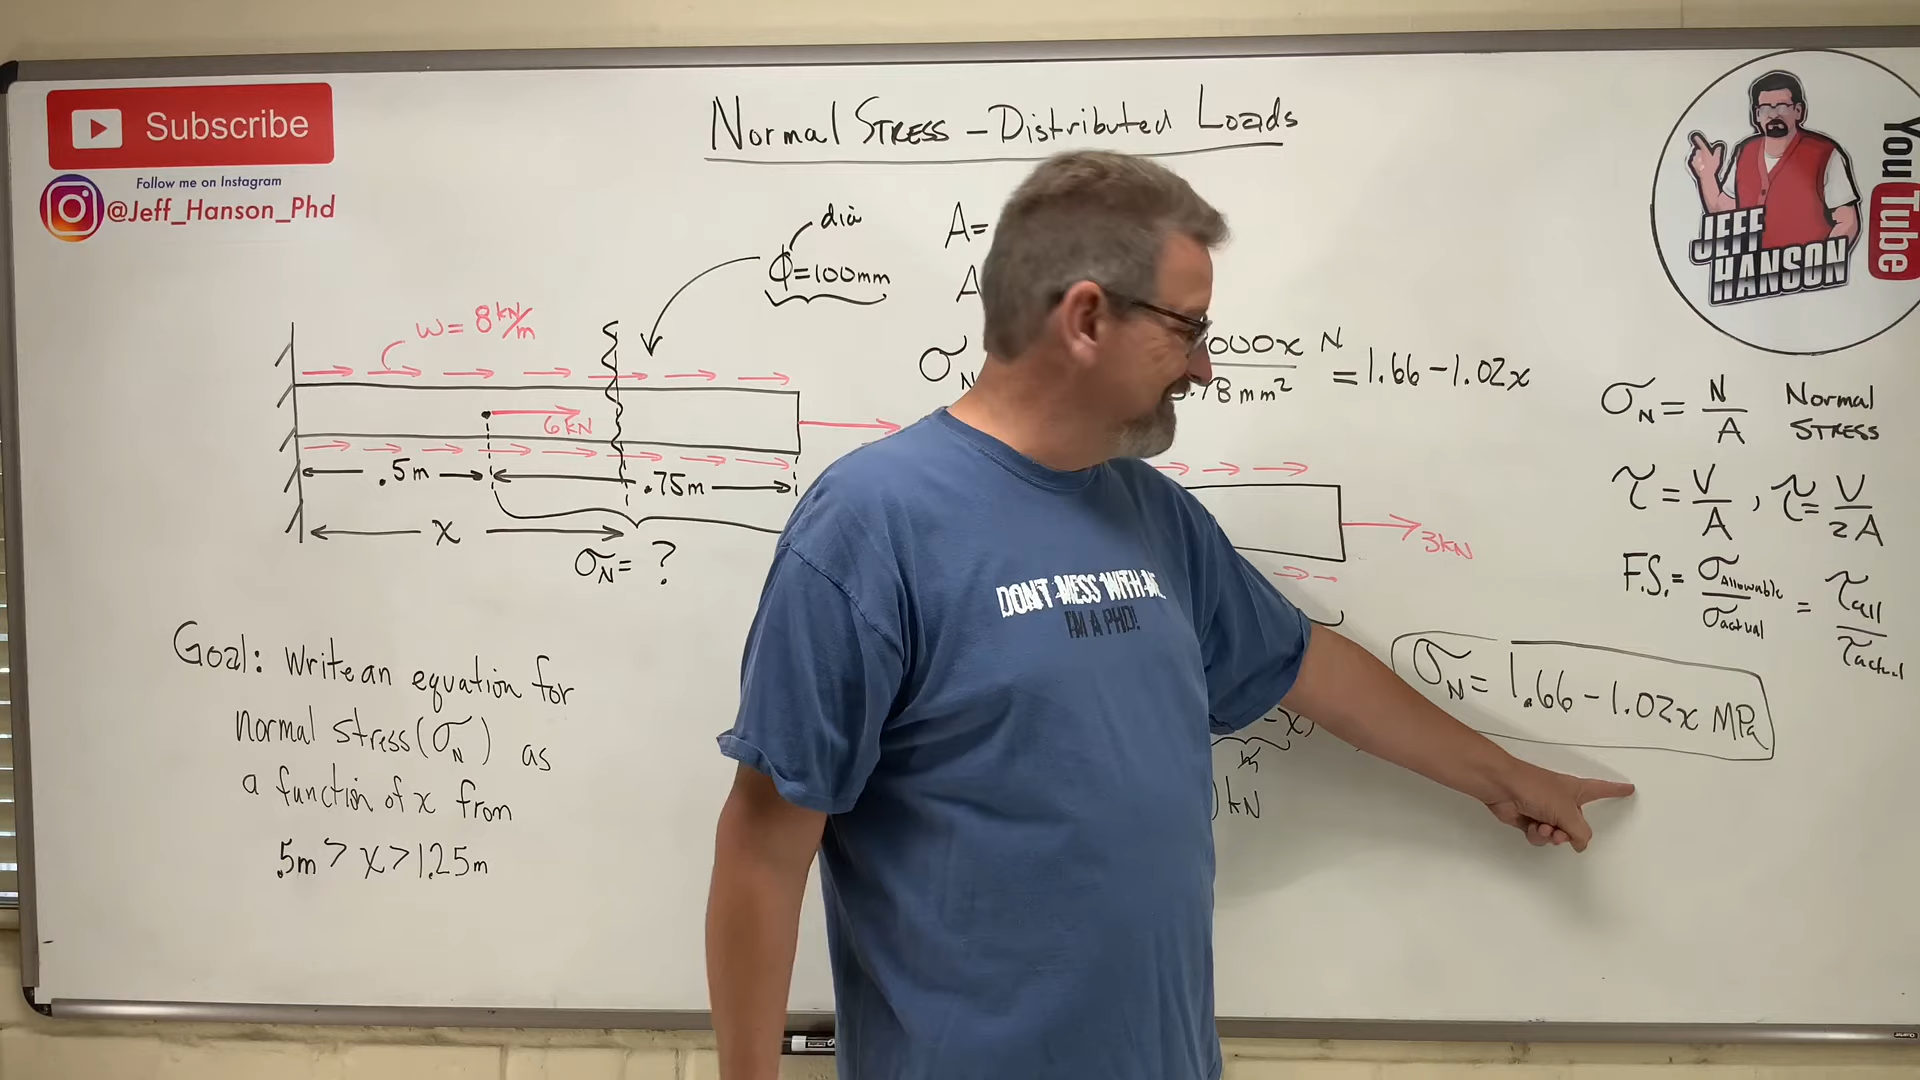 Subscribe
Follow me on Instagram
@Jeff_Hanson_Phd
Normal STRESS – Distributed Loads
JEFF
HANSON
YouTube
dia
ϕ=100mm
A=
A
w= 8 kN/m
6kN
.5m
.75m
x
σN= ?
σN
000x N
.78 mm²
=1.66-1.02x
3kN
σN= N/A Normal STRESS
τ= V/A , τ= V/2A
F.S.= σAllowable/σactual = τall/τactual
σN= 1.66-1.02x MPa
-x)
) kN
DON'T MESS WITH ME
I'M A PHD!
Goal: Write an equation for
normal stress (σN) as
a function of x from
.5m > x > 1.25m